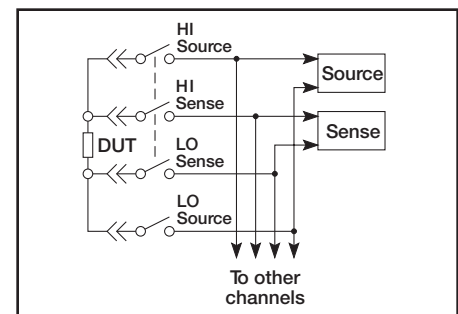 HI
Source
HI
Sense
DUT
LO
Sense
LO
Source
Source
Sense
To other
channels